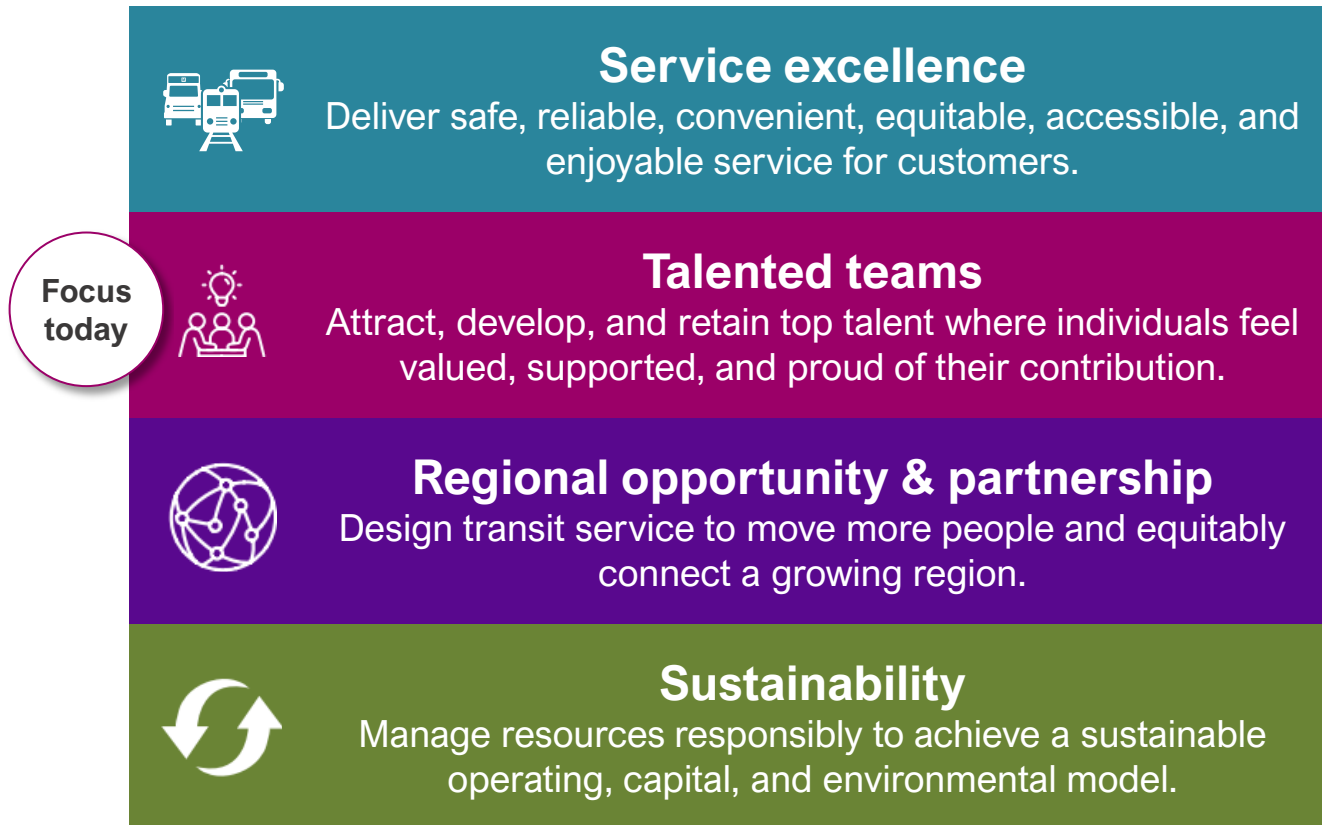 Service excellence
Deliver safe, reliable, convenient, equitable, accessible, and
enjoyable service for customers.
Focus
today
Talented teams
Attract, develop, and retain top talent where individuals feel
valued, supported, and proud of their contribution.
Regional opportunity & partnership
Design transit service to move more people and equitably
connect a growing region.
Sustainability
Manage resources responsibly to achieve a sustainable
operating, capital, and environmental model.